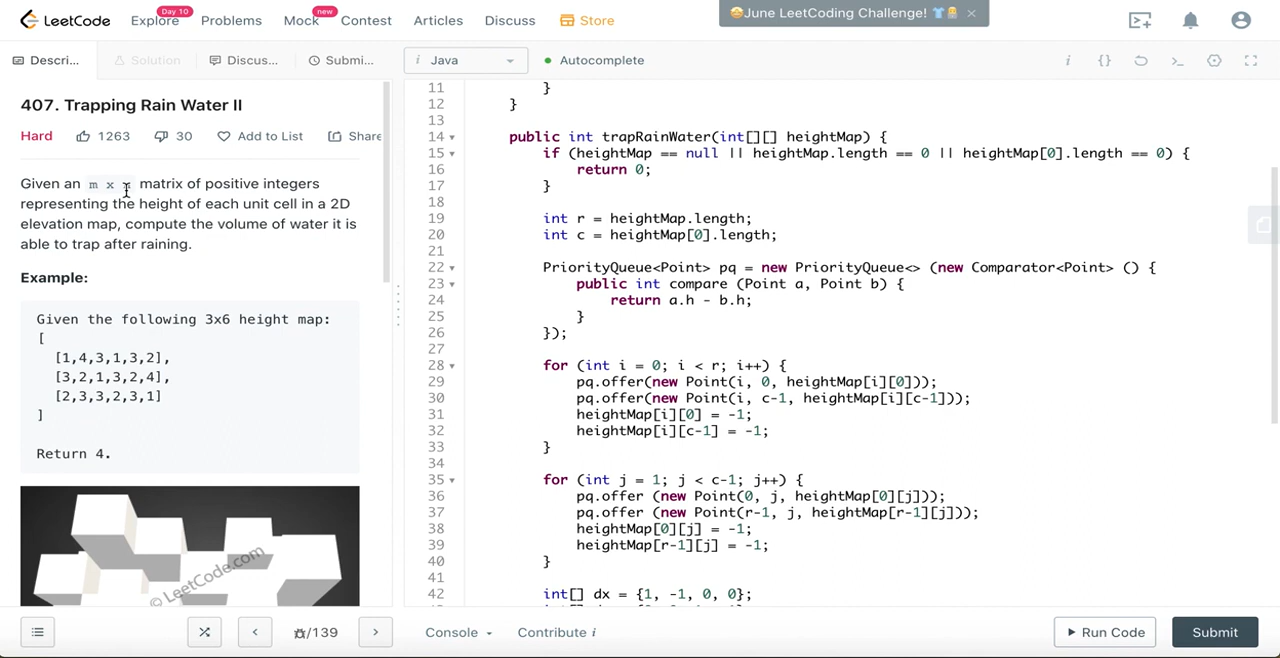 LeetCode
Explore
Day 10
Problems
Mock
new
Contest
Articles
Discuss
Store
June LeetCoding Challenge!
Descri...
Solution
Discus...
Submi...
i Java
Autocomplete
407. Trapping Rain Water II
Hard
1263
30
Add to List
Share
Given an m x matrix of positive integers
representing the height of each unit cell in a 2D
elevation map, compute the volume of water it is
able to trap after raining.
Example:
Given the following 3x6 height map:
[
[1,4,3,1,3,2],
[3,2,1,3,2,4],
[2,3,3,2,3,1]
]
Return 4.
© LeetCode.com
11 }
12 }
13
14 public int trapRainWater(int[][] heightMap) {
15 if (heightMap == null || heightMap.length == 0 || heightMap[0].length == 0) {
16 return 0;
17 }
18
19 int r = heightMap.length;
20 int c = heightMap[0].length;
21
22 PriorityQueue<Point> pq = new PriorityQueue<> (new Comparator<Point> () {
23 public int compare (Point a, Point b) {
24 return a.h - b.h;
25 }
26 });
27
28 for (int i = 0; i < r; i++) {
29 pq.offer(new Point(i, 0, heightMap[i][0]));
30 pq.offer(new Point(i, c-1, heightMap[i][c-1]));
31 heightMap[i][0] = -1;
32 heightMap[i][c-1] = -1;
33 }
34
35 for (int j = 1; j < c-1; j++) {
36 pq.offer (new Point(0, j, heightMap[0][j]));
37 pq.offer (new Point(r-1, j, heightMap[r-1][j]));
38 heightMap[0][j] = -1;
39 heightMap[r-1][j] = -1;
40 }
41
42 int[] dx = {1, -1, 0, 0};
/139
Console
Contribute i
Run Code
Submit